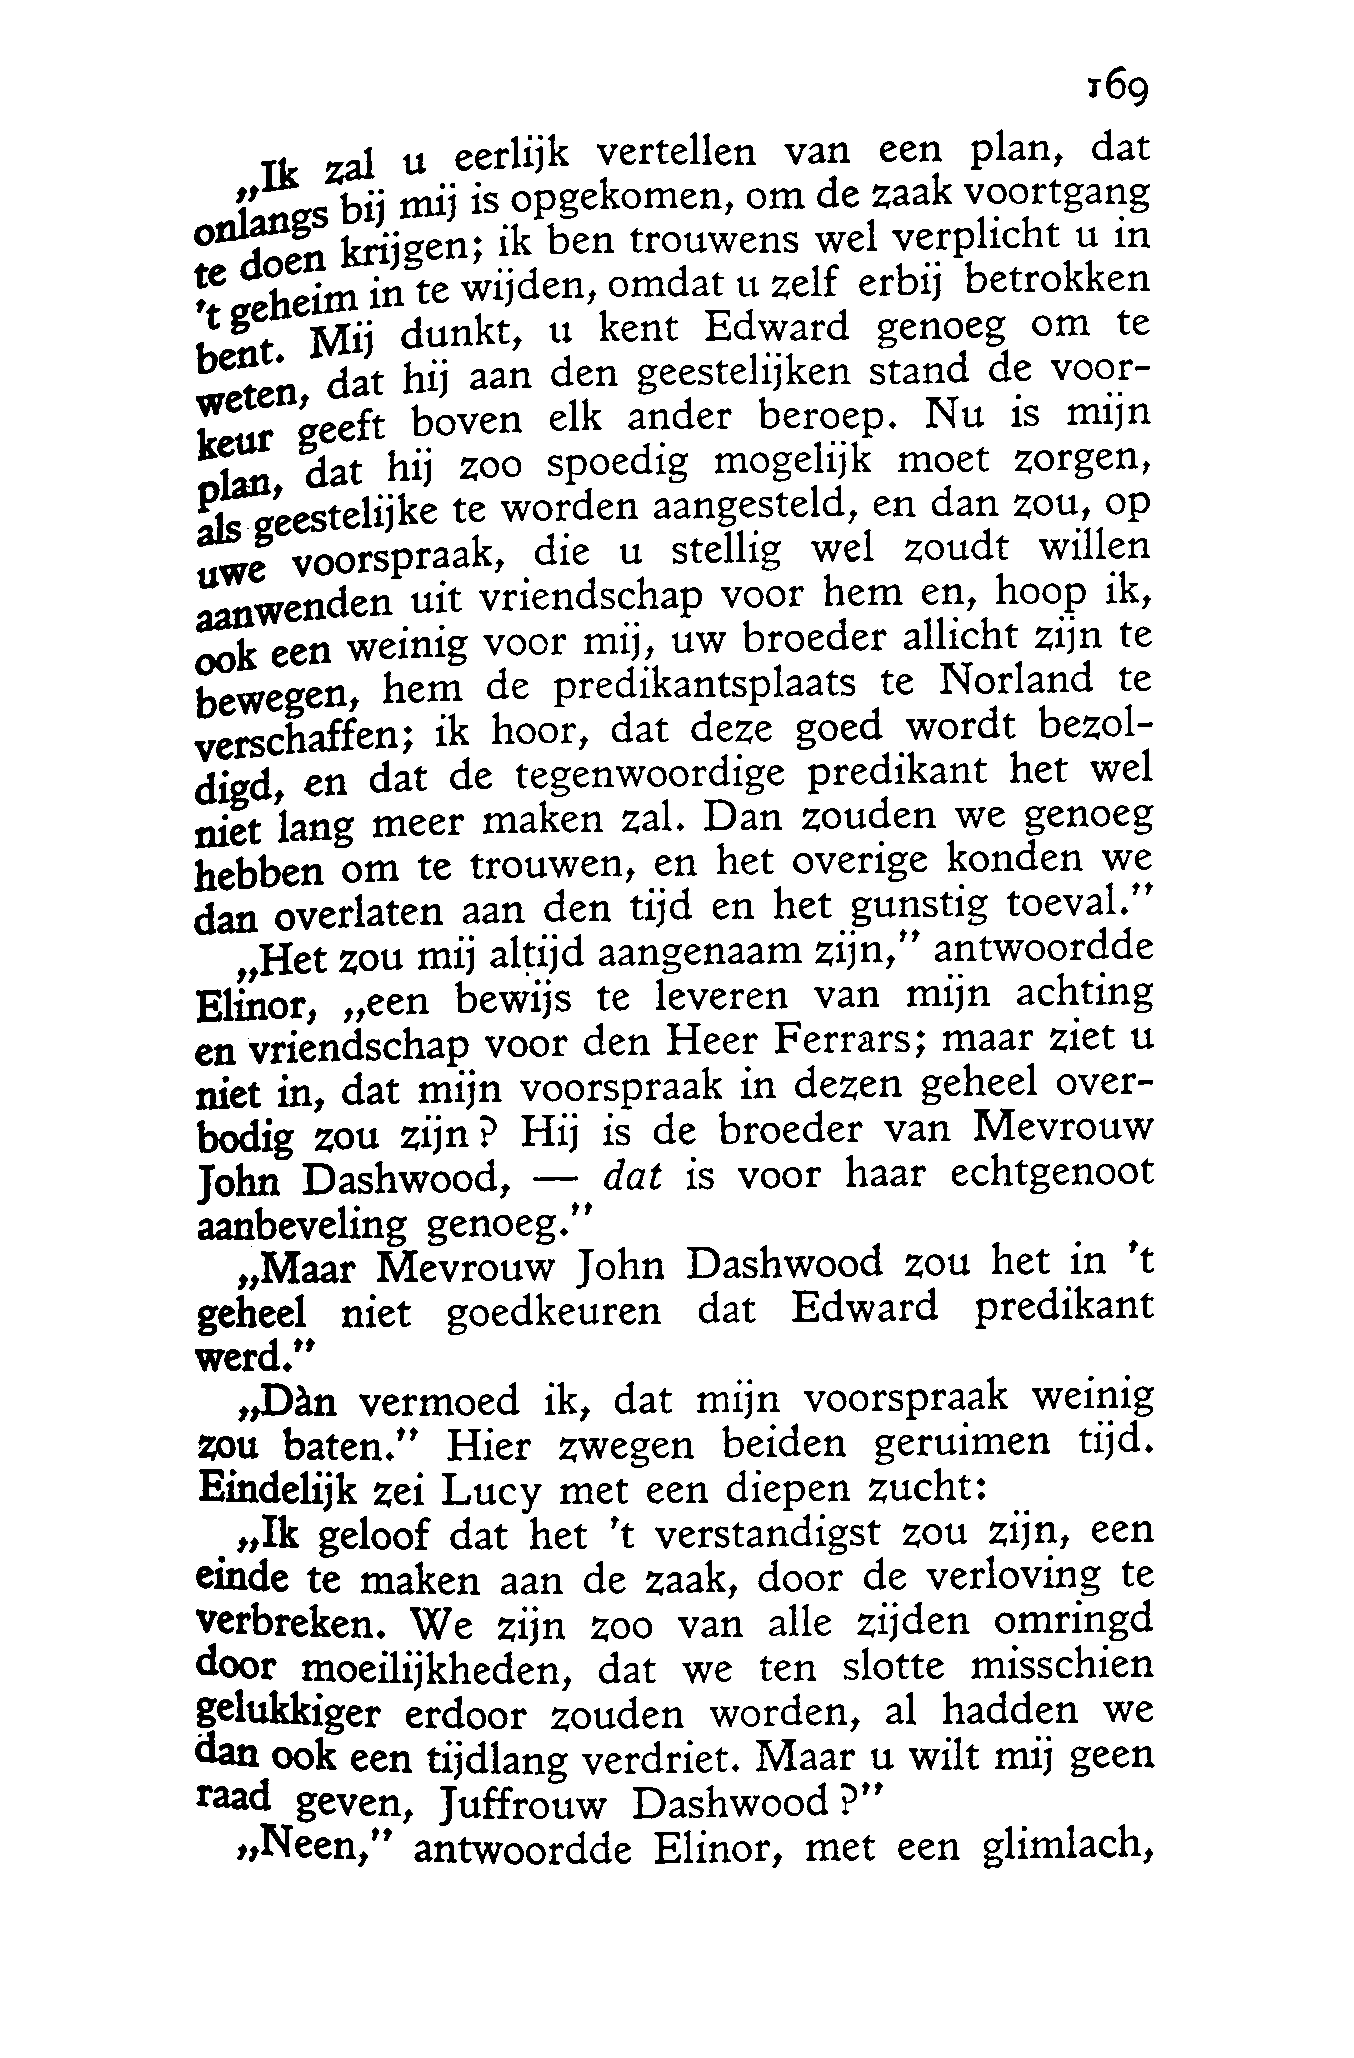 169
„Ik zal u eerlijk vertellen van een plan, dat
onlangs bij mij is opgekomen, om de zaak voortgang
te doen krijgen; ik ben trouwens wel verplicht u in
't geheim in te wijden, omdat u zelf erbij betrokken
bent. Mij dunkt, u kent Edward genoeg om te
weten, dat hij aan den geestelijken stand de voor-
keur geeft boven elk ander beroep. Nu is mijn
plan, dat hij zoo spoedig mogelijk moet zorgen,
als geestelijke te worden aangesteld, en dan zou, op
uwe voorspraak, die u stellig wel zoudt willen
aanwenden uit vriendschap voor hem en, hoop ik,
ook een weinig voor mij, uw broeder allicht zijn te
bewegen, hem de predikantsplaats te Norland te
verschaffen; ik hoor, dat deze goed wordt bezol-
digd, en dat de tegenwoordige predikant het wel
niet lang meer maken zal. Dan zouden we genoeg
hebben om te trouwen, en het overige konden we
dan overlaten aan den tijd en het gunstig toeval.”
„Het zou mij altijd aangenaam zijn,” antwoordde
Elinor, „een bewijs te leveren van mijn achting
en vriendschap voor den Heer Ferrars; maar ziet u
niet in, dat mijn voorspraak in dezen geheel over-
bodig zou zijn? Hij is de broeder van Mevrouw
John Dashwood, — dat is voor haar echtgenoot
aanbeveling genoeg.”
„Maar Mevrouw John Dashwood zou het in 't
geheel niet goedkeuren dat Edward predikant
werd.”
„Dàn vermoed ik, dat mijn voorspraak weinig
zou baten.” Hier zwegen beiden geruimen tijd.
Eindelijk zei Lucy met een diepen zucht:
„Ik geloof dat het 't verstandigst zou zijn, een
einde te maken aan de zaak, door de verloving te
verbreken. We zijn zoo van alle zijden omringd
door moeilijkheden, dat we ten slotte misschien
gelukkiger erdoor zouden worden, al hadden we
dan ook een tijdlang verdriet. Maar u wilt mij geen
raad geven, Juffrouw Dashwood?”
„Neen,” antwoordde Elinor, met een glimlach,